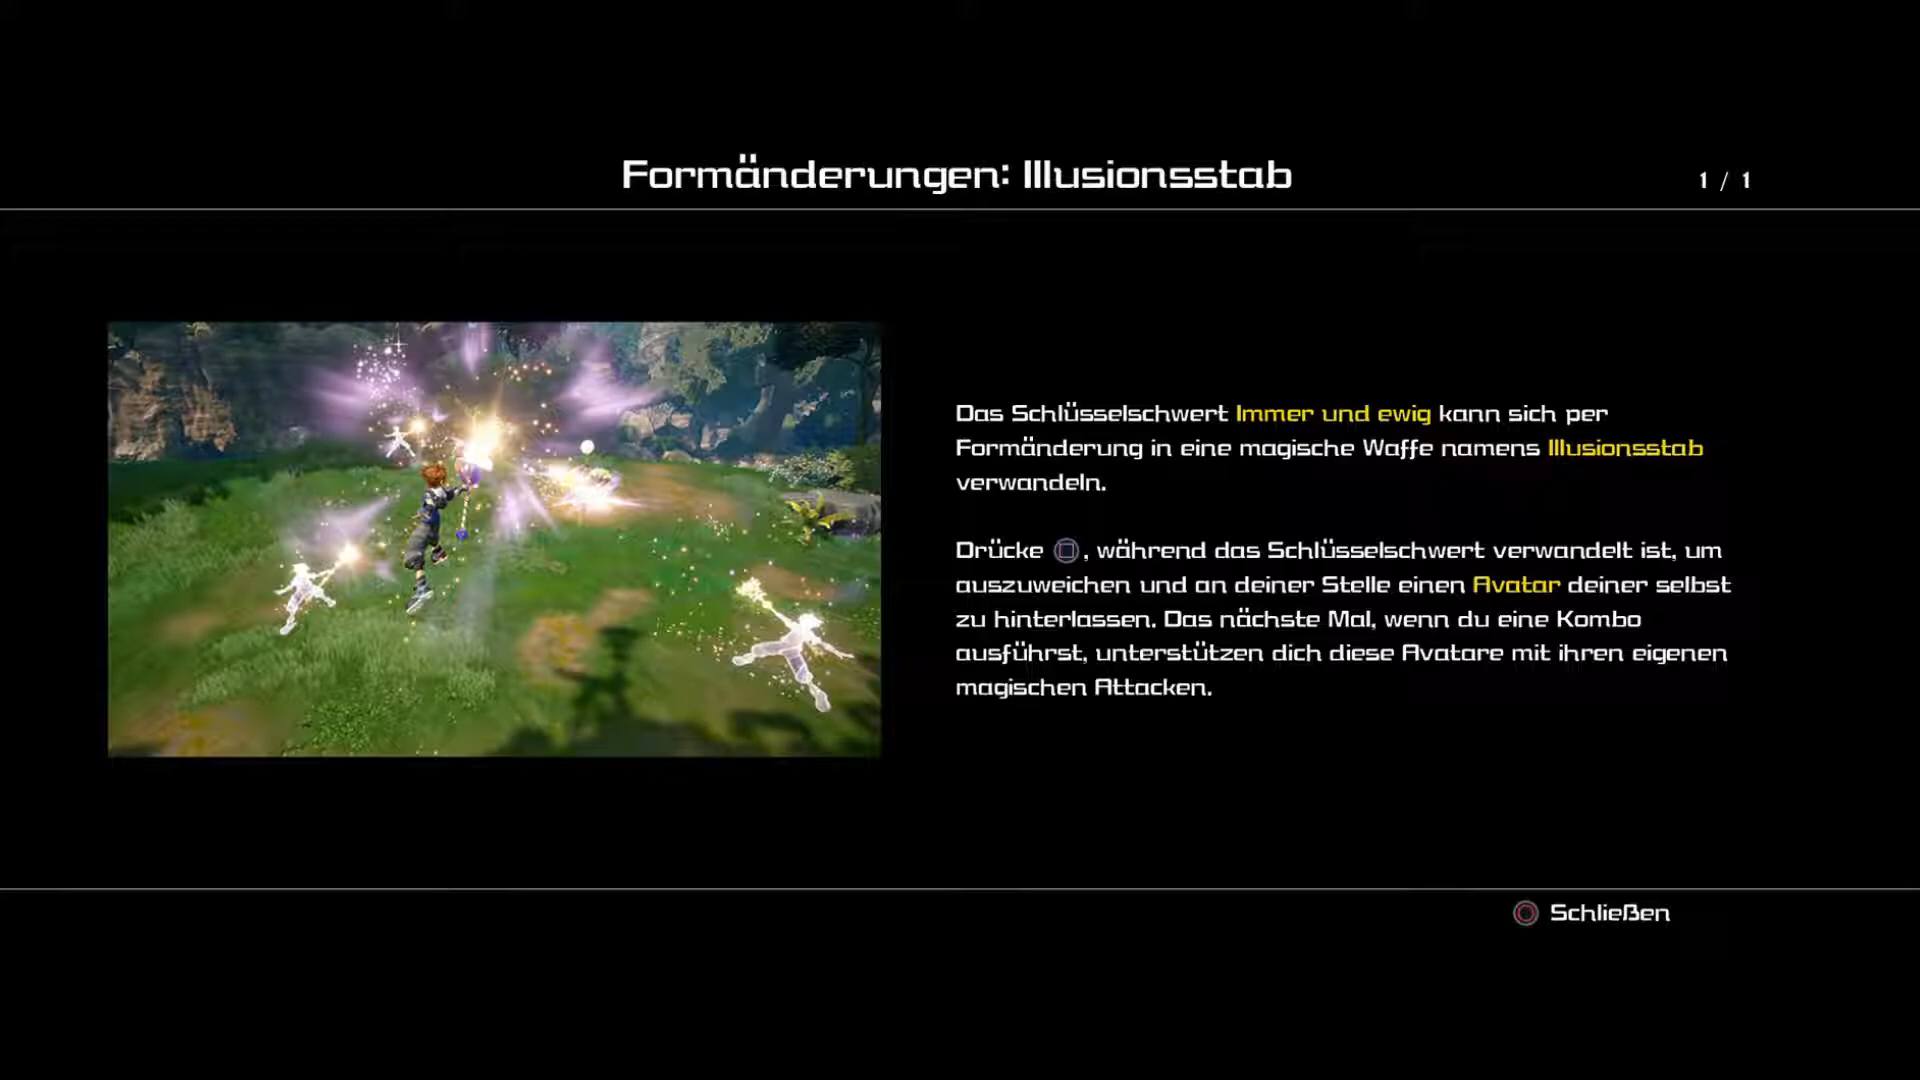 Formänderungen: Illusionsstab
1 / 1
Das Schlüsselschwert Immer und ewig kann sich per
Formänderung in eine magische Waffe namens Illusionsstab
verwandeln.
Drücke , während das Schlüsselschwert verwandelt ist, um
auszuweichen und an deiner Stelle einen Avatar deiner selbst
zu hinterlassen. Das nächste Mal, wenn du eine Kombo
ausführst, unterstützen dich diese Avatare mit ihren eigenen
magischen Attacken.
Schließen